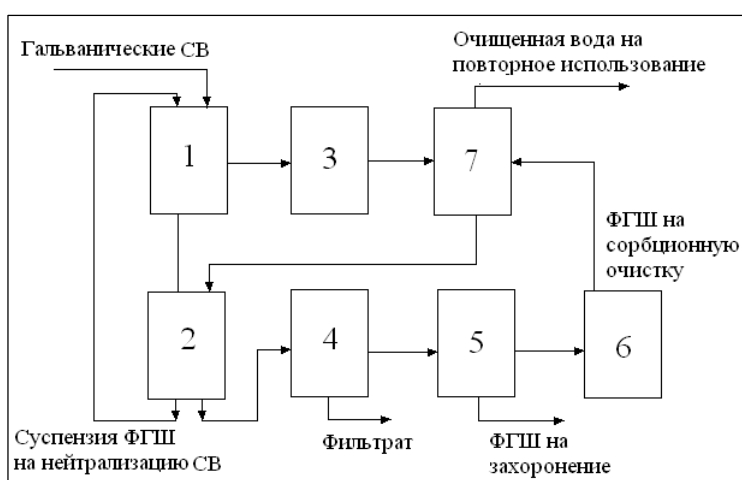 Гальванические СВ
Очищенная вода на
повторное использование
1
3
7
ФГШ на
сорбционную
очистку
2
4
5
6
Суспензия ФГШ
на нейтрализацию СВ
Фильтрат
ФГШ на
захоронение